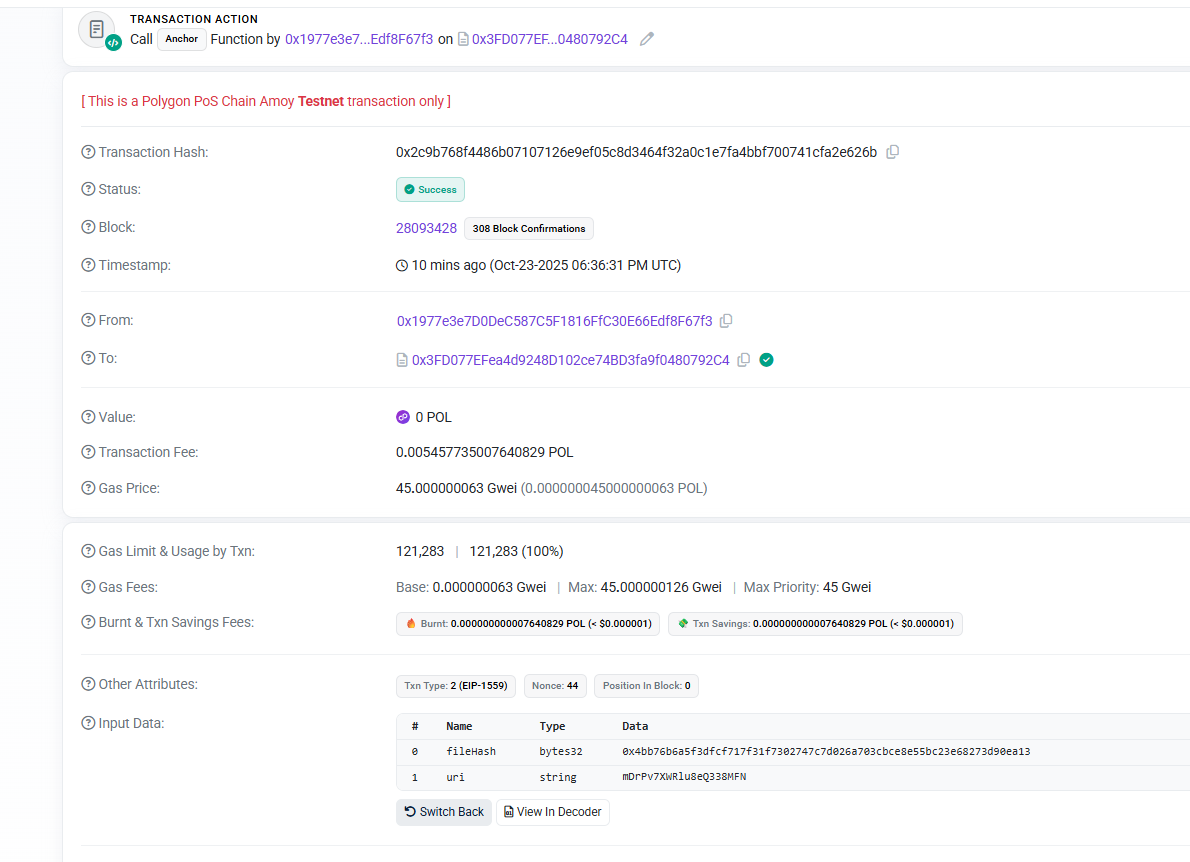 TRANSACTION ACTION
Call Anchor Function by 0x1977e3e7...Edf8F67f3 on 0x3FD077EF...0480792C4
[ This is a Polygon PoS Chain Amoy Testnet transaction only ]
Transaction Hash: 0x2c9b768f4486b07107126e9ef05c8d3464f32a0c1e7fa4bbf700741cfa2e626b
Status: Success
Block: 28093428 308 Block Confirmations
Timestamp: 10 mins ago (Oct-23-2025 06:36:31 PM UTC)
From: 0x1977e3e7D0DeC587C5F1816FfC30E66Edf8F67f3
To: 0x3FD077EFea4d9248D102ce74BD3fa9f0480792C4
Value: 0 POL
Transaction Fee: 0.005457735007640829 POL
Gas Price: 45.000000063 Gwei (0.000000045000000063 POL)
Gas Limit & Usage by Txn: 121,283 | 121,283 (100%)
Gas Fees: Base: 0.000000063 Gwei | Max: 45.000000126 Gwei | Max Priority: 45 Gwei
Burnt & Txn Savings Fees: Burnt: 0.000000000007640829 POL (< $0.000001) Txn Savings: 0.000000000007640829 POL (< $0.000001)
Other Attributes: Txn Type: 2 (EIP-1559) Nonce: 44 Position In Block: 0
Input Data: # Name Type Data
0 fileHash bytes32 0x4bb76b6a5f3dfcf717f31f7302747c7d026a703cbce8e55bc23e68273d90ea13
1 uri string mDrPv7XWRlu8eQ338MFN
Switch Back View In Decoder